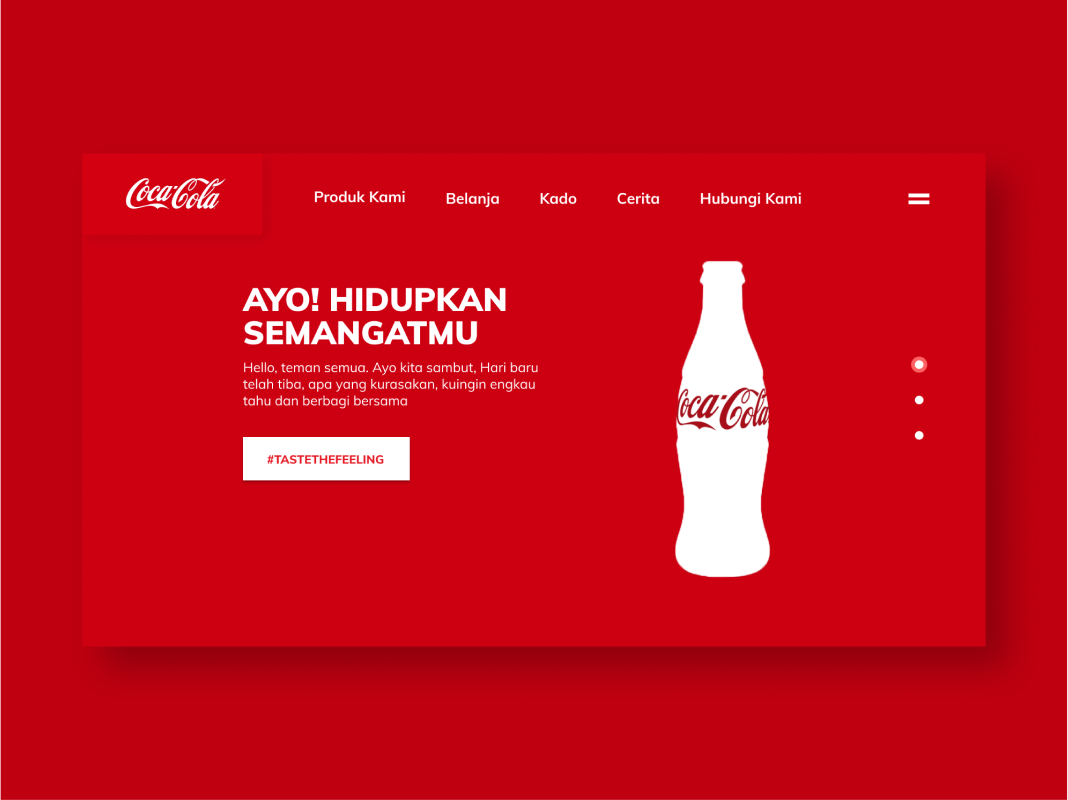 Coca-Cola
Produk Kami
Belanja
Kado
Cerita
Hubungi Kami
AYO! HIDUPKAN
SEMANGATMU
Hello, teman semua. Ayo kita sambut, Hari baru
telah tiba, apa yang kurasakan, kuingin engkau
tahu dan berbagi bersama
#TASTETHEFEELING
Coca-Cola